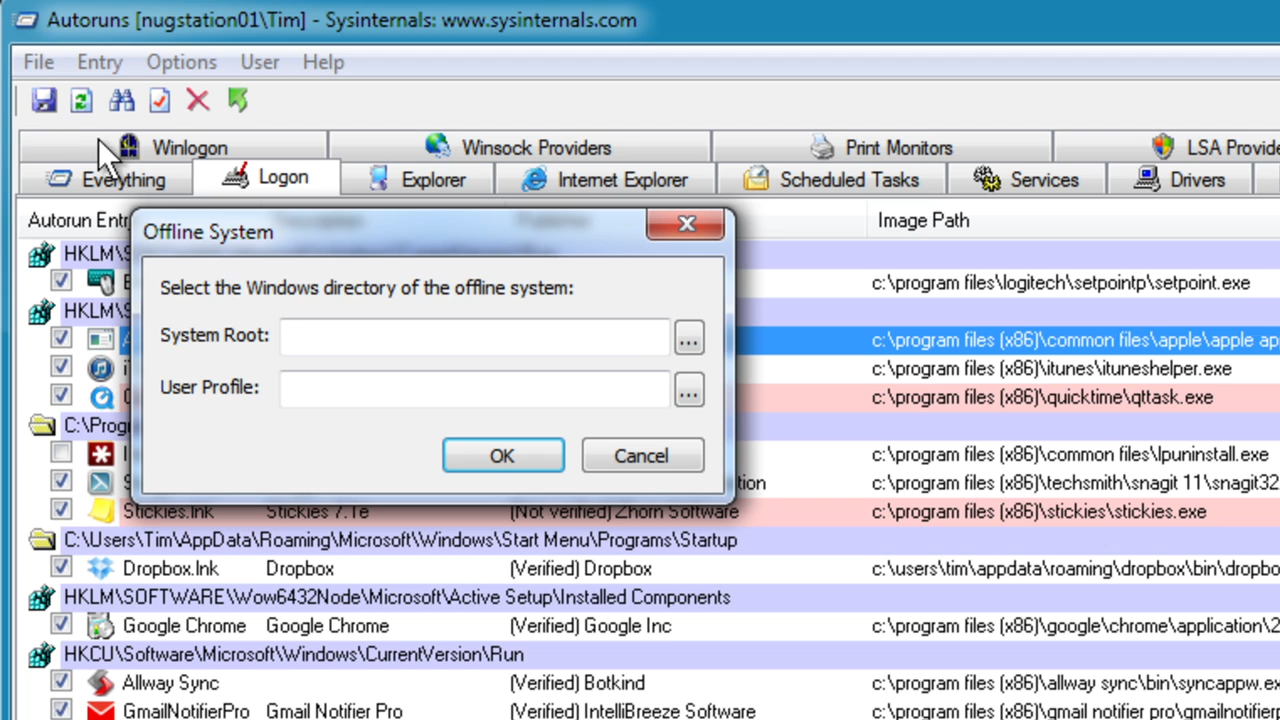 Autoruns [nugstation01\Tim] - Sysinternals: www.sysinternals.com
File Entry Options User Help
Winlogon Winsock Providers Print Monitors LSA Provide
Everything Logon Explorer Internet Explorer Scheduled Tasks Services Drivers
Autorun Entr Image Path
Offline System
HKLM\S
c:\program files\logitech\setpointp\setpoint.exe
Select the Windows directory of the offline system:
HKLM\S
System Root: ...
c:\program files (x86)\common files\apple\apple ap
c:\program files (x86)\itunes\ituneshelper.exe
User Profile: ...
c:\program files (x86)\quicktime\qttask.exe
C:\Prog
OK Cancel
c:\program files (x86)\common files\lpuninstall.exe
tion c:\program files (x86)\techsmith\snagit 11\snagit32
Stickies.lnk Stickies 7.1e (Not verified) Zhorn Software c:\program files (x86)\stickies\stickies.exe
C:\Users\Tim\AppData\Roaming\Microsoft\Windows\Start Menu\Programs\Startup
Dropbox.lnk Dropbox (Verified) Dropbox c:\users\tim\appdata\roaming\dropbox\bin\dropbo
HKLM\SOFTWARE\Wow6432Node\Microsoft\Active Setup\Installed Components
Google Chrome Google Chrome (Verified) Google Inc c:\program files (x86)\google\chrome\application\2
HKCU\Software\Microsoft\Windows\CurrentVersion\Run
Allway Sync (Verified) Botkind c:\program files (x86)\allway sync\bin\syncappw.ex
GmailNotifierPro Gmail Notifier Pro (Verified) IntelliBreeze Software c:\program files (x86)\gmail notifier pro\gmailnotifierp